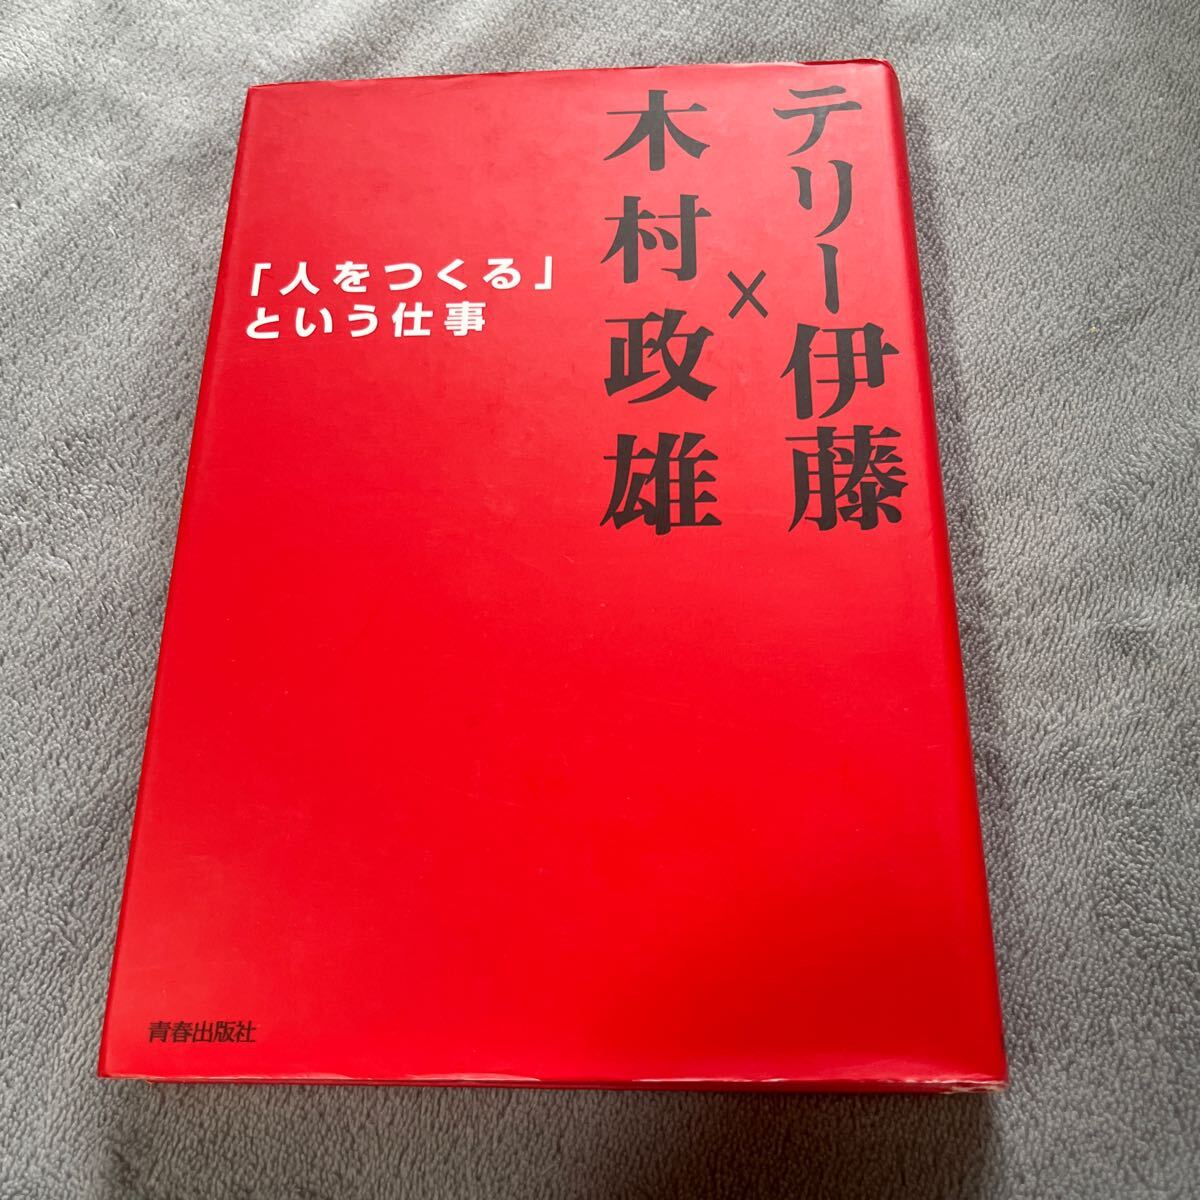 テリー伊藤
×
木村政雄
「人をつくる」
という仕事
青春出版社